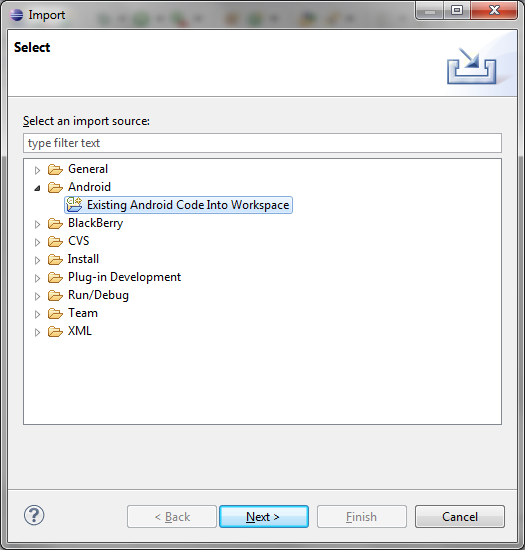 Import
Select
Select an import source:
type filter text
General
Android
Existing Android Code Into Workspace
BlackBerry
CVS
Install
Plug-in Development
Run/Debug
Team
XML
?
< Back
Next >
Finish
Cancel